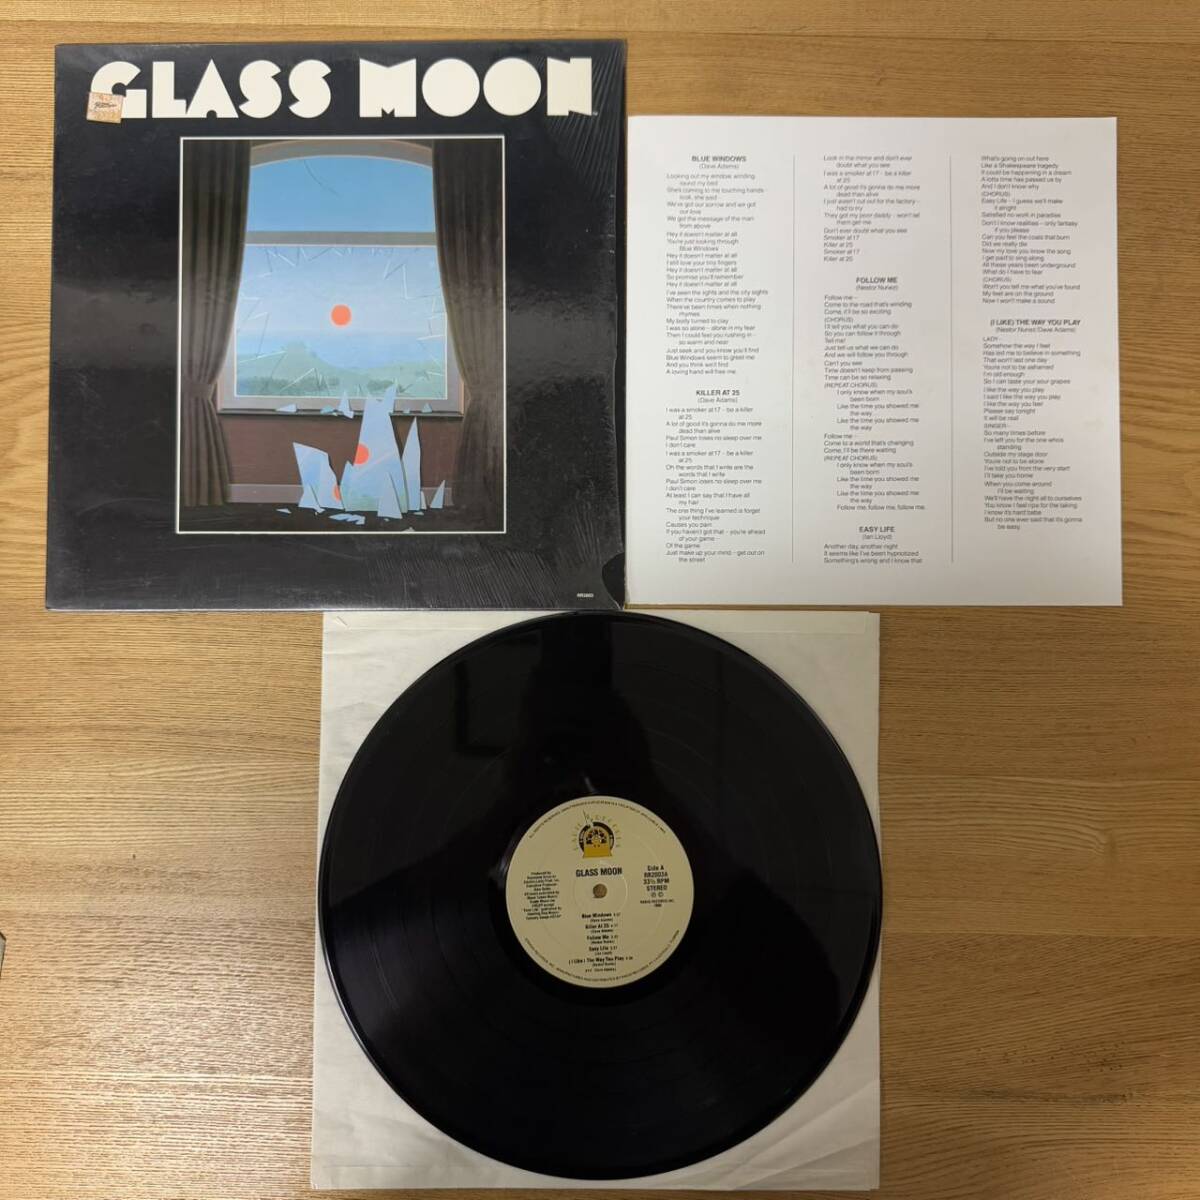 GLASS MOON
RR2003
BLUE WINDOWS
(Dave Adams)
Looking out my window, winding
round my bed
She's coming to me touching hands -
look, she said -
We've got our sorrow and we got
our love
We got the message of the man
from above
Hey it doesn't matter at all
You're just looking through
Blue Windows
Hey it doesn't matter at all
I still love your tiny fingers
Hey it doesn't matter at all
So promise you'll remember
Hey it doesn't matter at all
I've seen the sights and the city sights
When the country comes to play
There've been times when nothing
rhymes
My body turned to clay
I was so alone - alone in my fear
Then I could feel you rushing in -
so warm and near
Just seek and you know you'll find
Blue Windows seem to greet me
And you think we'll find
A loving hand will free me.
KILLER AT 25
(Dave Adams)
I was a smoker at 17 - be a killer
at 25
A lot of good it's gonna do me more
dead than alive
Paul Simon loses no sleep over me
I don't care
I was a smoker at 17 - be a killer
at 25
Oh the words that I write are the
words that I write
Paul Simon loses no sleep over me
I don't care
At least I can say that I have all
my hair
The one thing I've learned is forget
your technique
Causes you pain
If you haven't got that - you're ahead
of your game -
Of the game
Just make up your mind - get out on
the street
Look in the mirror and don't ever
doubt what you see
I was a smoker at 17 - be a killer
at 25
A lot of good it's gonna do me more
dead than alive
I just wasn't cut out for the factory -
had to try
They got my poor daddy - won't let
them get me
Don't ever doubt what you see
Smoker at 17
Killer at 25
Smoker at 17
Killer at 25
FOLLOW ME
(Nestor Nunez)
Follow me -
Come to the road that's winding
Come, it'll be so exciting
(CHORUS)
I'll tell you what you can do
So you can follow it through
Tell me!
Just tell us what we can do
And we will follow you through
Can't you see
Time doesn't keep from passing
Time can be so relaxing
(REPEAT CHORUS)
I only know when my soul's
been born
Like the time you showed me
the way
Like the time you showed me
the way
Follow me -
Come to a world that's changing
Come, I'll be there waiting
(REPEAT CHORUS)
I only know when my soul's
been born
Like the time you showed me
the way
Like the time you showed me
the way
Follow me, follow me, follow me.
EASY LIFE
(Ian Lloyd)
Another day, another night
It seems like I've been hypnotized
Something's wrong and I know that
What's going on out here
Like a Shakespeare tragedy
It could be happening in a dream
A lotta time has passed us by
And I don't know why
(CHORUS)
Easy Life - I guess we'll make
it alright
Satisfied no work in paradise
Don't I know realities - only fantasy
if you please
Can you feel the coals that burn
Did we really die
Now my love you know the song
I get paid to sing along
All these years been underground
What do I have to fear
(CHORUS)
Won't you tell me what you've found
My feet are on the ground
Now I won't make a sound
(I LIKE) THE WAY YOU PLAY
(Nestor Nunez/Dave Adams)
LADY -
Somehow the way I feel
Has led me to believe in something
That won't last one day
You're not to be ashamed
I'm old enough
So I can taste your sour grapes
I like the way you play
I said I like the way you play
I like the way you feel
Please say tonight
It will be real
SINGER -
So many times before
I've left you for the one who's
standing
Outside my stage door
You're not to be alone
I've told you from the very start
I'll take you home
When you come around
I'll be waiting
We'll have the night all to ourselves
You know I feel ripe for the taking
I know it's hard babe
But no one ever said that it's gonna
be easy.
RADIO RECORDS
GLASS MOON
Side A
RR2003A
33⅓ RPM
STEREO
Blue Windows
(Dave Adams)
Killer At 25
(Dave Adams)
Follow Me
(Nestor Nunez)
Easy Life
(Ian Lloyd)
(I Like) The Way You Play